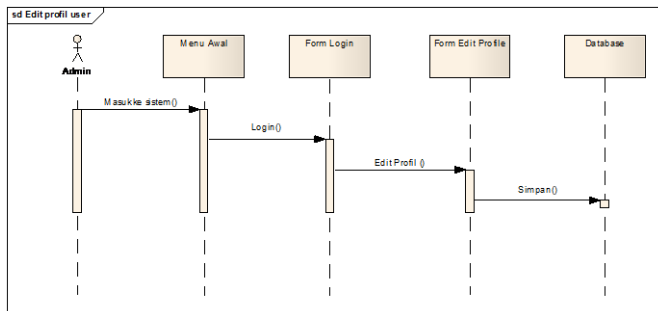 sd Edit profil user
Admin
Menu Awal
Form Login
Form Edit Profile
Database
Masukke sistem()
Login()
Edit Profil ()
Simpan()